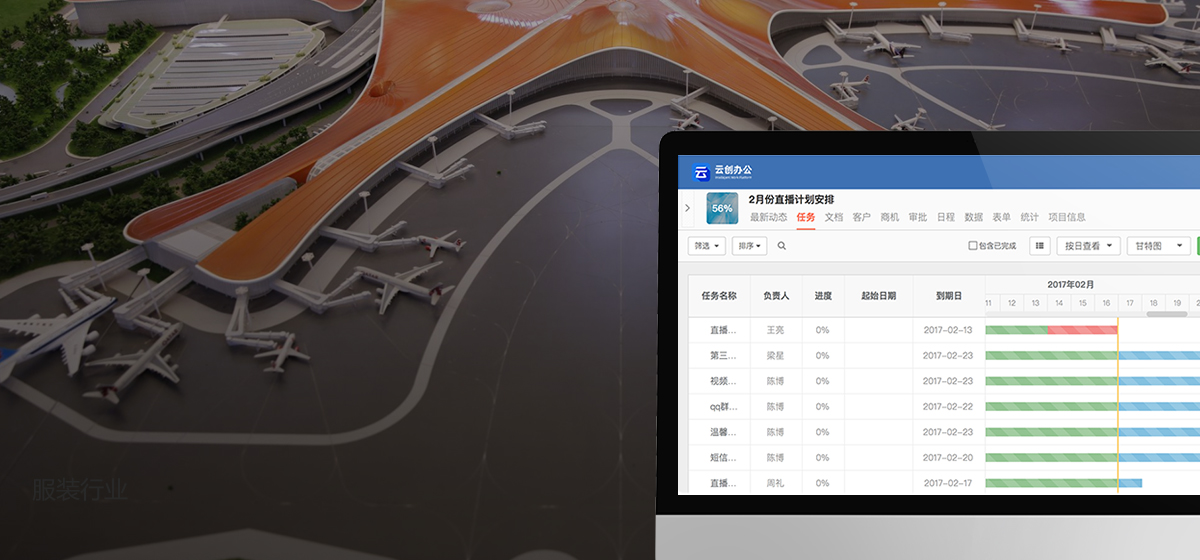 云创办公
56%
2月份直播计划安排
最新动态 任务 文档 客户 商机 审批 日程 数据 表单 统计 项目信息
筛选 排序 包含已完成 按日查看 甘特图
2017年02月
任务名称 负责人 进度 起始日期 到期日 11 12 13 14 15 16 17 18 19
直播... 王亮 0% 2017-02-13
第三... 梁星 0% 2017-02-23
视频... 陈博 0% 2017-02-23
qq群... 陈博 0% 2017-02-22
温馨... 陈博 0% 2017-02-23
短信... 陈博 0% 2017-02-20
直播... 周礼 0% 2017-02-17
服装行业